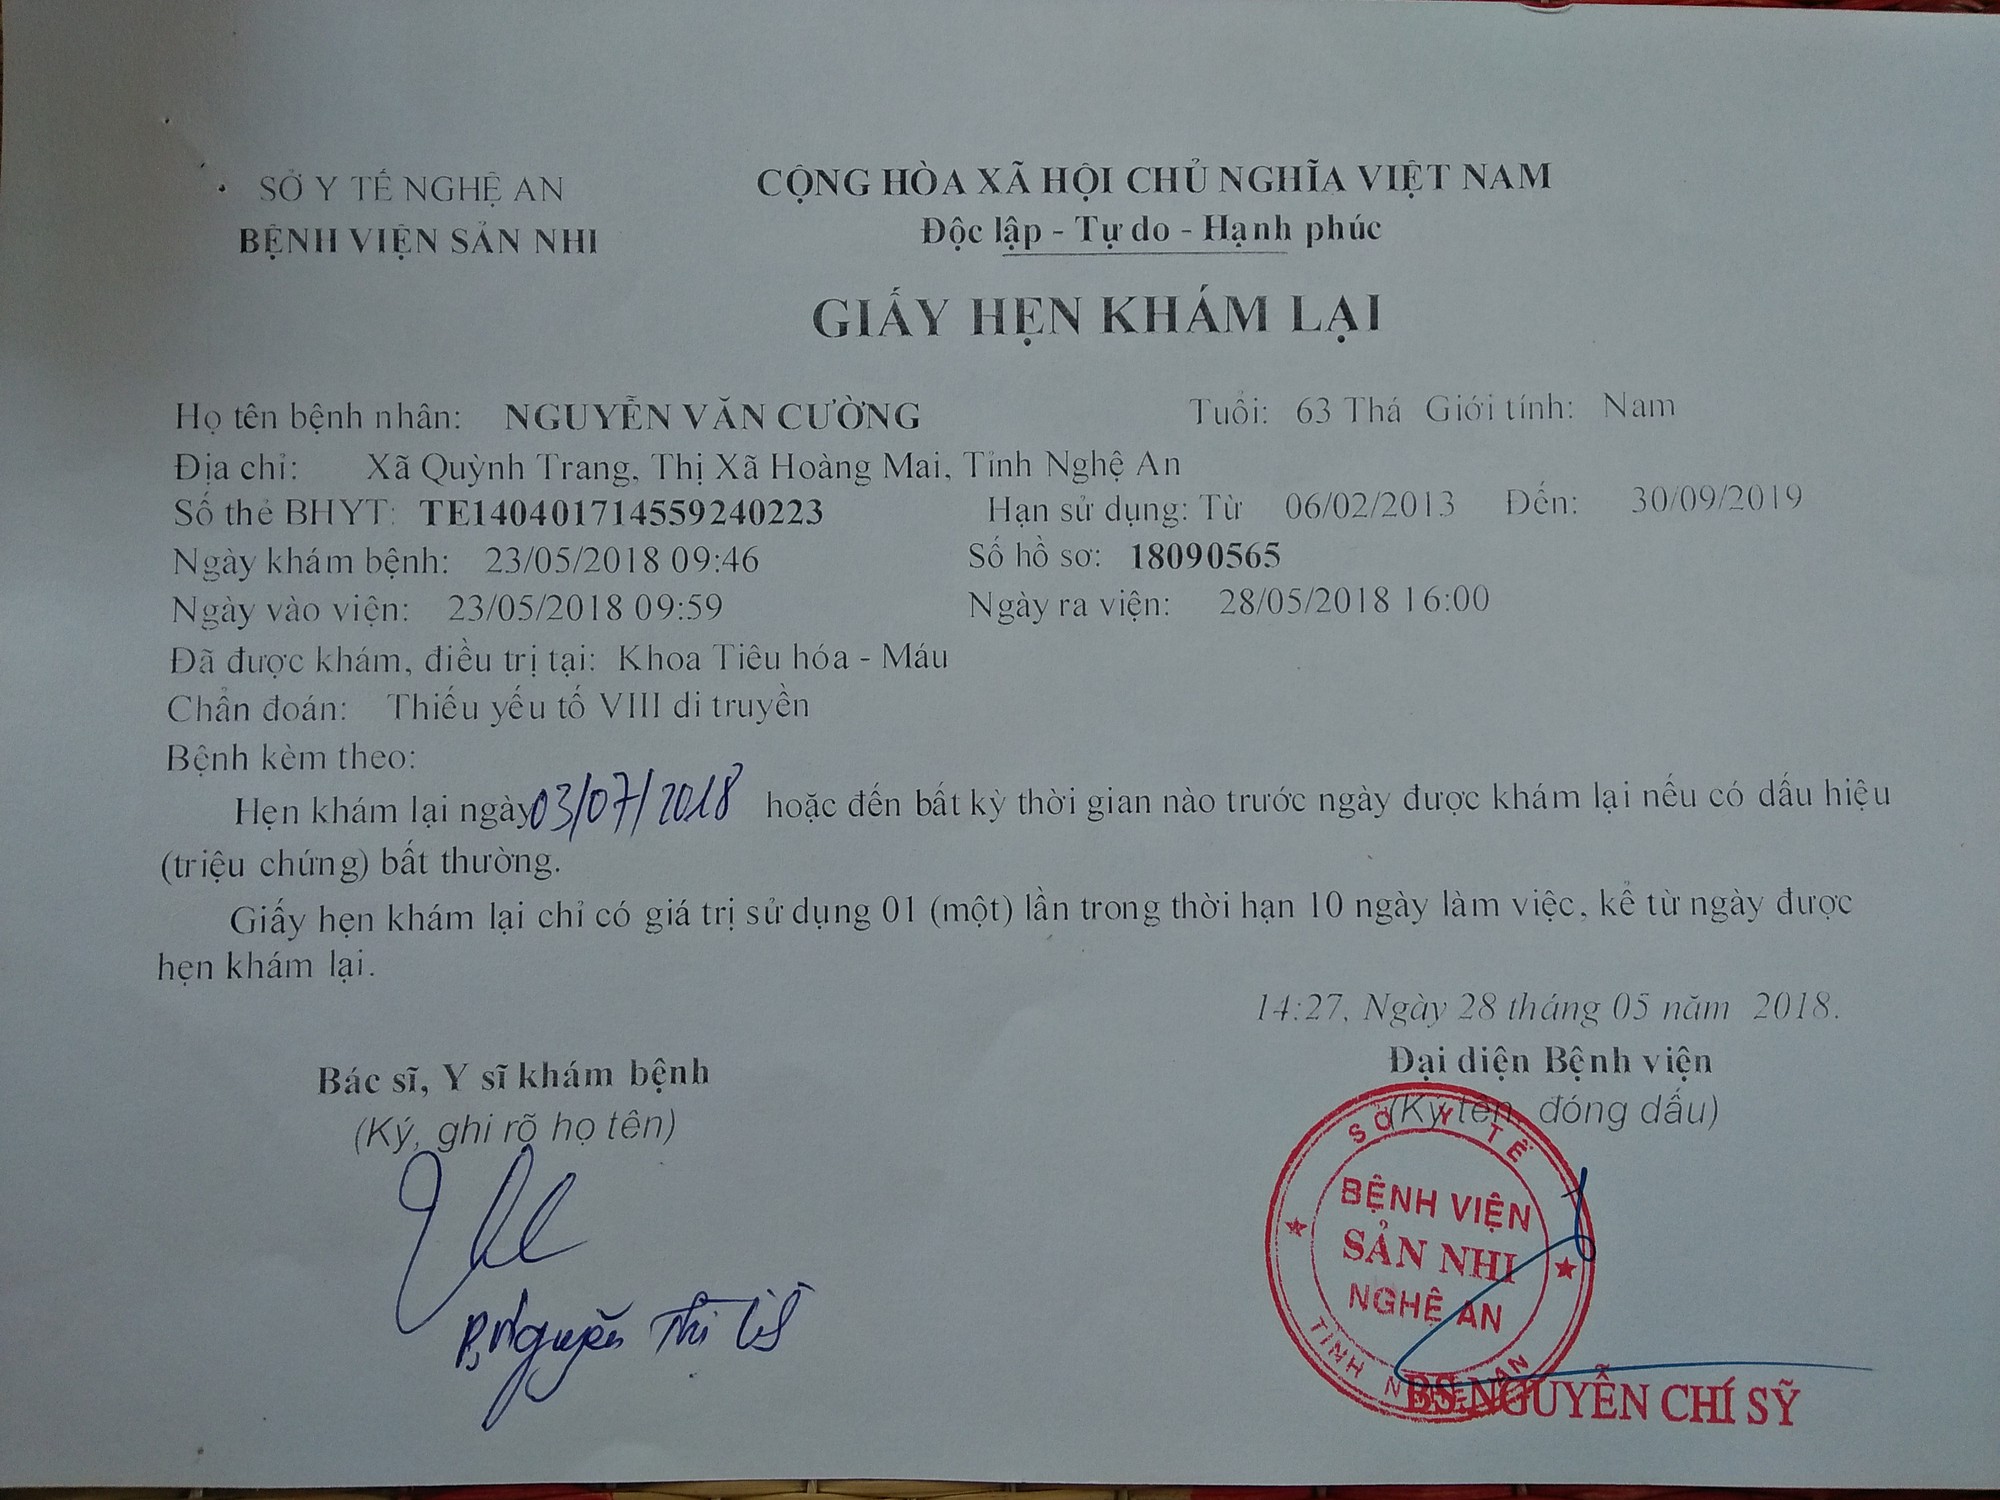 SỞ Y TẾ NGHỆ AN
BỆNH VIỆN SẢN NHI
CỘNG HÒA XÃ HỘI CHỦ NGHĨA VIỆT NAM
Độc lập - Tự do - Hạnh phúc
GIẤY HẸN KHÁM LẠI
Họ tên bệnh nhân: NGUYỄN VĂN CƯỜNG Tuổi: 63 Thá Giới tính: Nam
Địa chỉ: Xã Quỳnh Trang, Thị Xã Hoàng Mai, Tỉnh Nghệ An
Số thẻ BHYT: TE140401714559240223 Hạn sử dụng: Từ 06/02/2013 Đến: 30/09/2019
Ngày khám bệnh: 23/05/2018 09:46 Số hồ sơ: 18090565
Ngày vào viện: 23/05/2018 09:59 Ngày ra viện: 28/05/2018 16:00
Đã được khám, điều trị tại: Khoa Tiêu hóa - Máu
Chẩn đoán: Thiếu yếu tố VIII di truyền
Bệnh kèm theo:
Hẹn khám lại ngày 03/07/2018 hoặc đến bất kỳ thời gian nào trước ngày được khám lại nếu có dấu hiệu
(triệu chứng) bất thường.
Giấy hẹn khám lại chỉ có giá trị sử dụng 01 (một) lần trong thời hạn 10 ngày làm việc, kể từ ngày được
hẹn khám lại.
14:27, Ngày 28 tháng 05 năm 2018.
Bác sĩ, Y sĩ khám bệnh
(Ký, ghi rõ họ tên)
Nguyễn Thị
Đại diện Bệnh viện
(Ký tên, đóng dấu)
SỞ Y TẾ
BỆNH VIỆN
SẢN NHI
NGHỆ AN
TỈNH NGHỆ AN
BS.NGUYỄN CHÍ SỸ